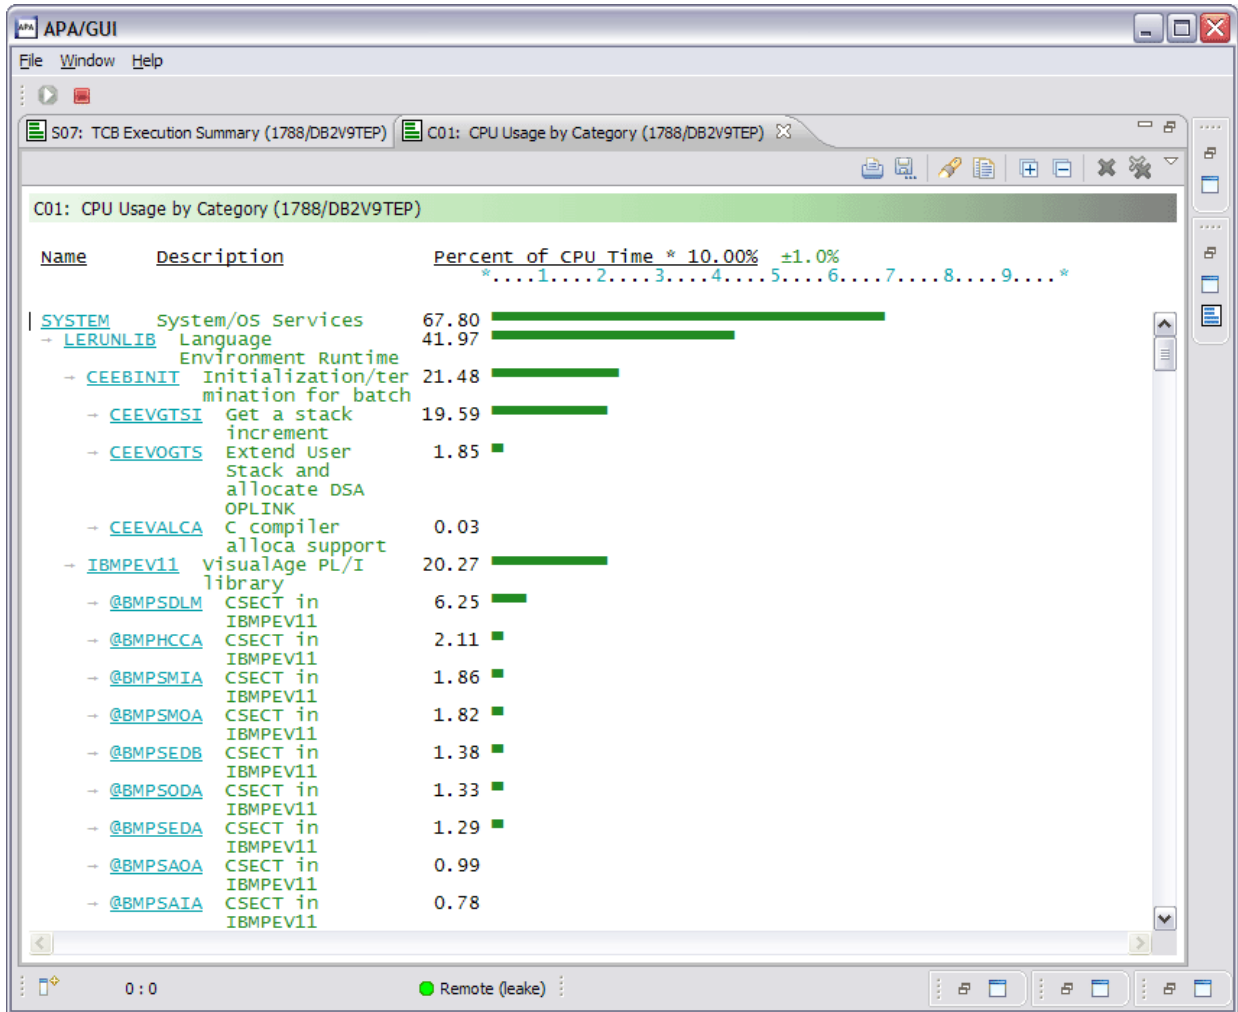 APA APA/GUI
File Window Help
S07: TCB Execution Summary (1788/DB2V9TEP) C01: CPU Usage by Category (1788/DB2V9TEP)
C01: CPU Usage by Category (1788/DB2V9TEP)
Name Description Percent of CPU Time * 10.00% ±1.0%
*....1....2....3....4....5....6....7....8....9....*
SYSTEM System/OS Services 67.80
→ LERUNLIB Language 41.97
Environment Runtime
→ CEEBINIT Initialization/ter 21.48
mination for batch
→ CEEVGTSI Get a stack 19.59
increment
→ CEEVOGTS Extend User 1.85
Stack and
allocate DSA
OPLINK
→ CEEVALCA C compiler 0.03
alloca support
→ IBMPEV11 VisualAge PL/I 20.27
library
→ @BMPSDLM CSECT in 6.25
IBMPEV11
→ @BMPHCCA CSECT in 2.11
IBMPEV11
→ @BMPSMIA CSECT in 1.86
IBMPEV11
→ @BMPSMOA CSECT in 1.82
IBMPEV11
→ @BMPSEDB CSECT in 1.38
IBMPEV11
→ @BMPSODA CSECT in 1.33
IBMPEV11
→ @BMPSEDA CSECT in 1.29
IBMPEV11
→ @BMPSAOA CSECT in 0.99
IBMPEV11
→ @BMPSAIA CSECT in 0.78
IBMPEV11
0:0 Remote (leake)